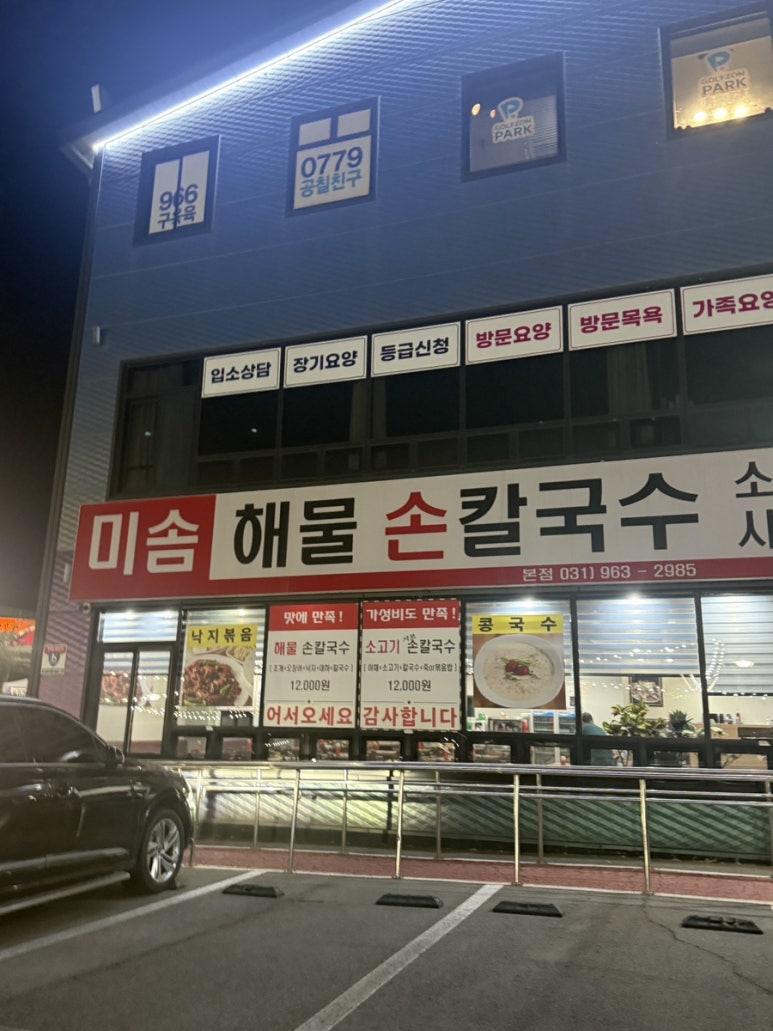 966
구육육
0779
공칠친구
GOLFZON
PARK
GOLFZON
PARK
입소상담
장기요양
등급신청
방문요양
방문목욕
가족요양
미솜
해물 손칼국수
소
사
본점 031) 963 - 2985
낙지볶음
맛에 만족!
해물 손칼국수
12,000원
어서오세요
가성비도 만족!
소고기 손칼국수
12,000원
감사합니다
콩국수